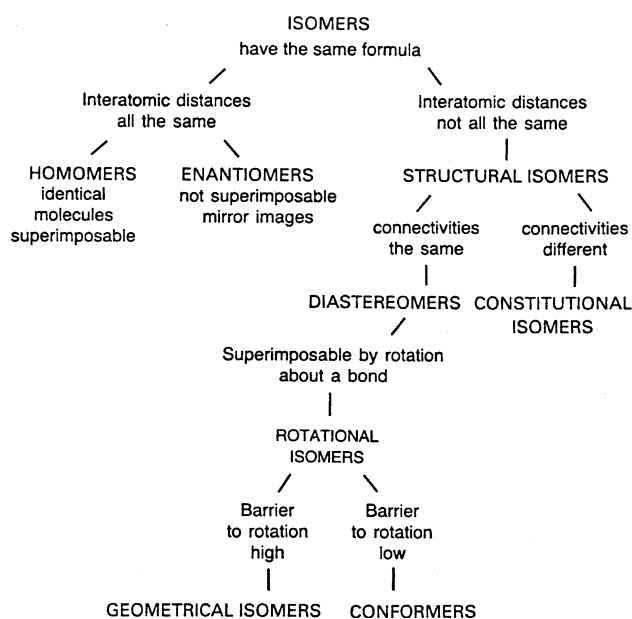 ISOMERS
have the same formula
Interatomic distances
all the same
Interatomic distances
not all the same
HOMOMERS
identical
molecules
superimposable
ENANTIOMERS
not superimposable
mirror images
STRUCTURAL ISOMERS
connectivities
the same
connectivities
different
DIASTEREOMERS
CONSTITUTIONAL
ISOMERS
Superimposable by rotation
about a bond
ROTATIONAL
ISOMERS
Barrier
to rotation
high
Barrier
to rotation
low
GEOMETRICAL ISOMERS
CONFORMERS